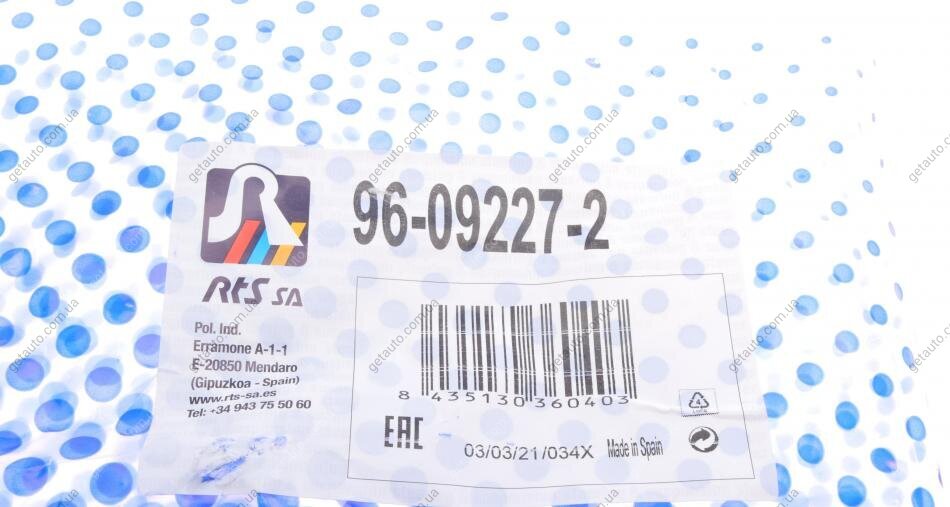 96-09227-2
RTS SA
Pol. Ind.
Erramone A-1-1
E-20850 Mendaro
(Gipuzkoa - Spain)
www.rts-sa.es
Tel: +34 943 75 50 60
8 435130 360403
EAC
03/03/21/034X Made in Spain
4
LDPE
getauto.com.ua